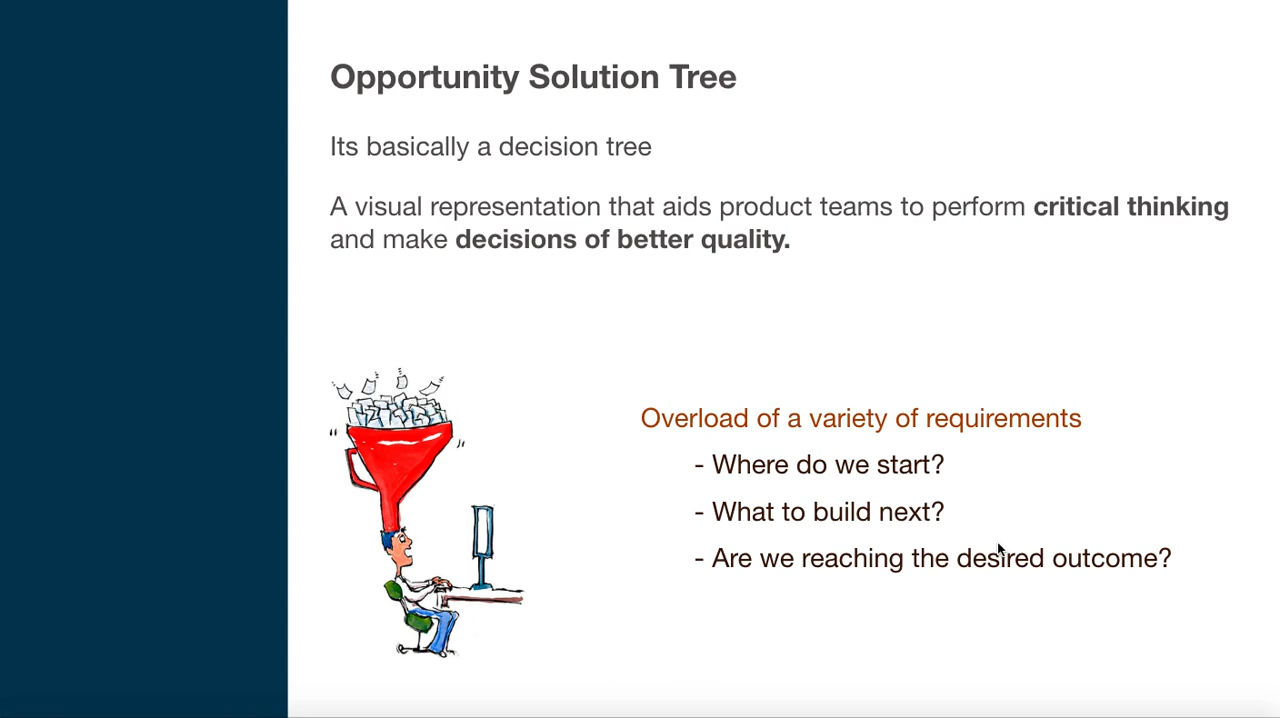 Opportunity Solution Tree
Its basically a decision tree
A visual representation that aids product teams to perform critical thinking
and make decisions of better quality.
Overload of a variety of requirements
- Where do we start?
- What to build next?
- Are we reaching the desired outcome?